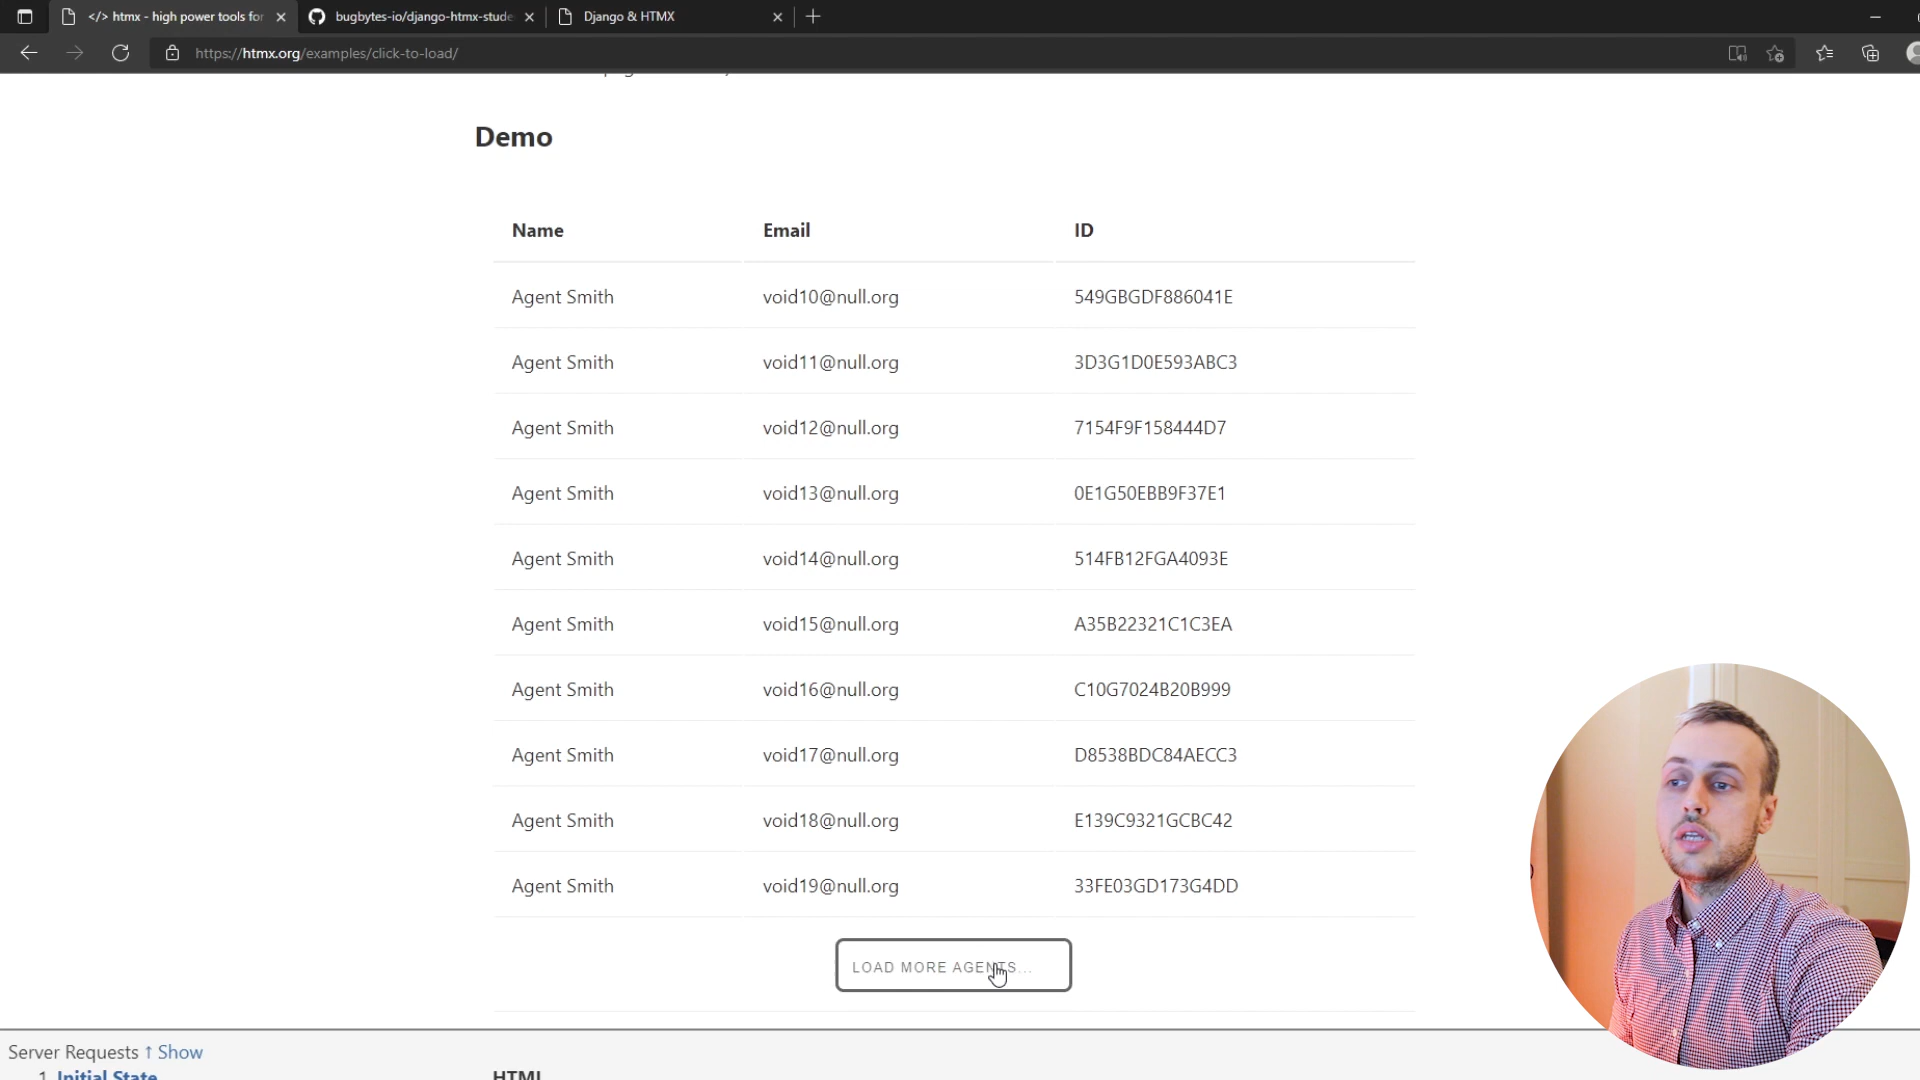 </> htmx - high power tools for
bugbytes-io/django-htmx-stude
Django & HTMX
https://htmx.org/examples/click-to-load/
Demo
Name Email ID
Agent Smith void10@null.org 549GBGDF886041E
Agent Smith void11@null.org 3D3G1D0E593ABC3
Agent Smith void12@null.org 7154F9F158444D7
Agent Smith void13@null.org 0E1G50EBB9F37E1
Agent Smith void14@null.org 514FB12FGA4093E
Agent Smith void15@null.org A35B22321C1C3EA
Agent Smith void16@null.org C10G7024B20B999
Agent Smith void17@null.org D8538BDC84AECC3
Agent Smith void18@null.org E139C9321GCBC42
Agent Smith void19@null.org 33FE03GD173G4DD
LOAD MORE AGENTS...
Server Requests ↑ Show
1. Initial State
HTML